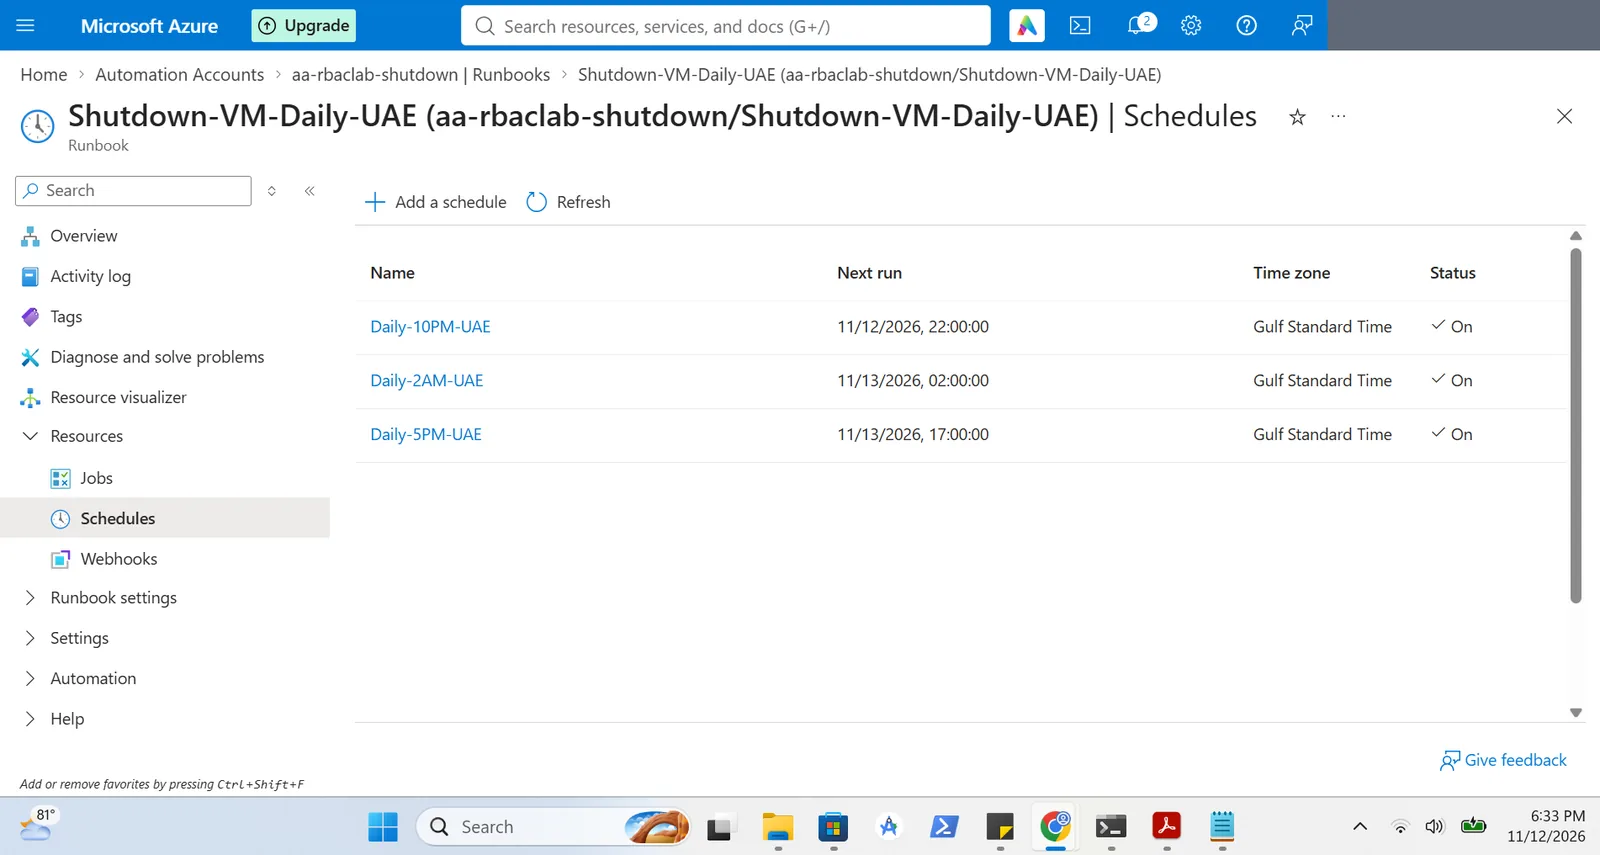 Microsoft Azure
Upgrade
Search resources, services, and docs (G+/)
2
Home > Automation Accounts > aa-rbaclab-shutdown | Runbooks > Shutdown-VM-Daily-UAE (aa-rbaclab-shutdown/Shutdown-VM-Daily-UAE)
Shutdown-VM-Daily-UAE (aa-rbaclab-shutdown/Shutdown-VM-Daily-UAE) | Schedules
Runbook
Search
Overview
Activity log
Tags
Diagnose and solve problems
Resource visualizer
Resources
Jobs
Schedules
Webhooks
Runbook settings
Settings
Automation
Help
Add or remove favorites by pressing Ctrl+Shift+F
Add a schedule Refresh
Name Next run Time zone Status
Daily-10PM-UAE 11/12/2026, 22:00:00 Gulf Standard Time On
Daily-2AM-UAE 11/13/2026, 02:00:00 Gulf Standard Time On
Daily-5PM-UAE 11/13/2026, 17:00:00 Gulf Standard Time On
Give feedback
81°
Search
6:33 PM
11/12/2026